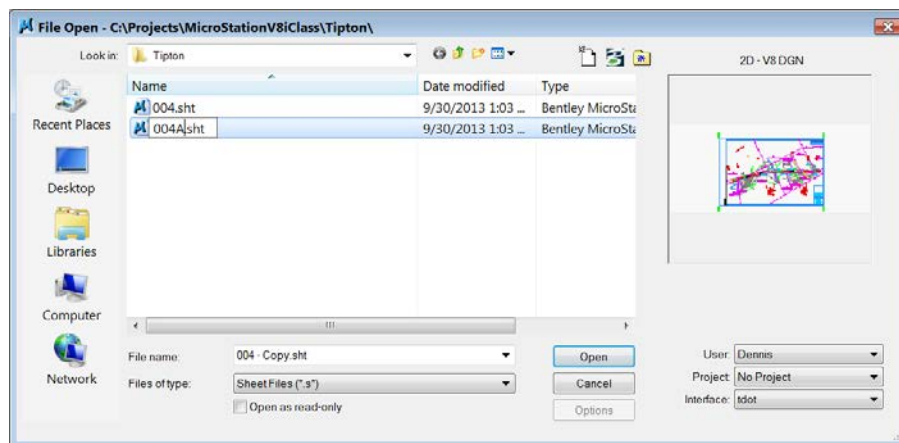 File Open - C:\Projects\MicroStationV8iClass\Tipton\
Look in: Tipton
2D - V8 DGN
Name Date modified Type
004.sht 9/30/2013 1:03 ... Bentley MicroSta
004A.sht 9/30/2013 1:03 ... Bentley MicroSta
Recent Places
Desktop
Libraries
Computer
Network
File name: 004 - Copy.sht Open
Files of type: Sheet Files (*.s*) Cancel
Open as read-only Options
User: Dennis
Project: No Project
Interface: tdot